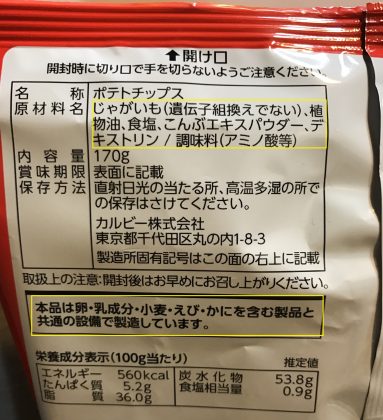 ⬆開け口
開封時に切り口で手を切らないようご注意ください。
名称 ポテトチップス
原材料名 じゃがいも(遺伝子組換えでない)、植
物油、食塩、こんぶエキスパウダー、デ
キストリン / 調味料(アミノ酸等)
内容量 170g
賞味期限 表面に記載
保存方法 直射日光の当たる所、高温多湿の所で
の保存はさけてください。
カルビー株式会社
東京都千代田区丸の内1-8-3
製造所固有記号はこの面の右上に記載
取扱上の注意:開封後はお早めにお召し上がりください。
本品は卵・乳成分・小麦・えび・かにを含む製品と
共通の設備で製造しています。
栄養成分表示(100g当たり) 推定値
エネルギー 560kcal 炭水化物 53.8g
たんぱく質 5.2g 食塩相当量 0.9g
脂質 36.0g